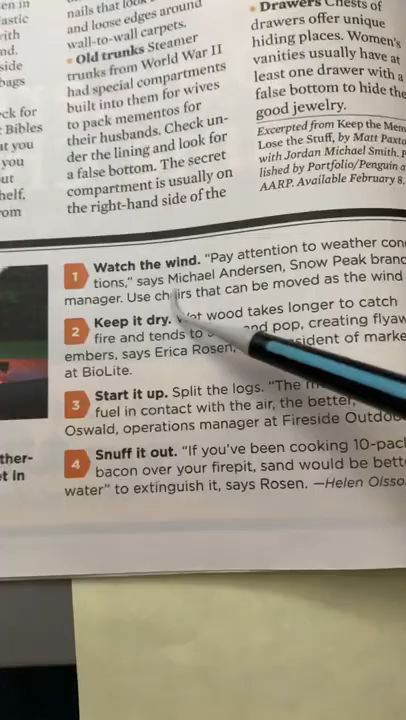 nails that look
and loose edges around
wall-to-wall carpets.
• Old trunks Steamer
trunks from World War II
had special compartments
built into them for wives
to pack mementos for
their husbands. Check un-
der the lining and look for
a false bottom. The secret
compartment is usually on
the right-hand side of the
• Drawers Chests of
drawers offer unique
hiding places. Women's
vanities usually have at
least one drawer with a
false bottom to hide the
good jewelry.
Excerpted from Keep the
Lose the Stuff, by Matt
with Jordan Michael Smith.
lished by Portfolio/Penguin
AARP. Available February 8,
1 Watch the wind. "Pay attention to weather
tions," says Michael Andersen, Snow Peak
manager. Use chairs that can be moved as the wind
2 Keep it dry. Wet wood takes longer to catch
fire and tends to and pop, creating
embers, says Erica Rosen, of
at BioLite.
3 Start it up. Split the logs. "The
fuel in contact with the air, the better,
Oswald, operations manager at Fireside
4 Snuff it out. "If you've been cooking
bacon over your firepit, sand would be
water" to extinguish it, says Rosen. —Helen